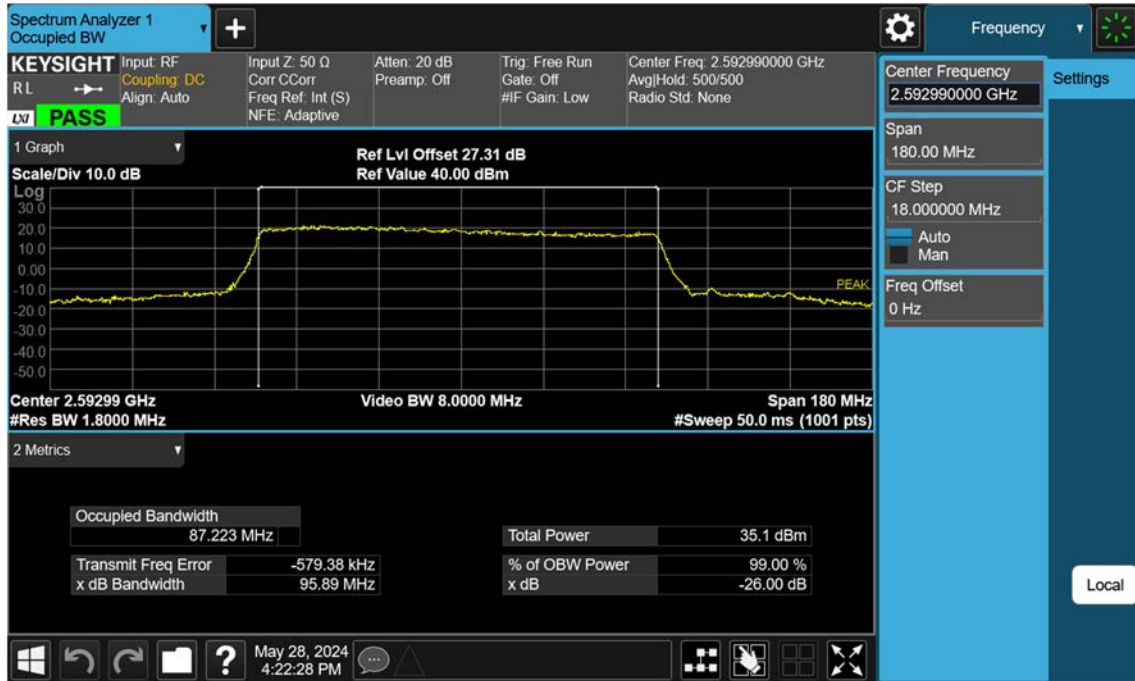 Spectrum Analyzer 1
Occupied BW
+
Frequency
KEYSIGHT
R L
LXI PASS
Input: RF
Coupling: DC
Align: Auto
Input Z: 50 Ω
Corr CCorr
Freq Ref: Int (S)
NFE: Adaptive
Atten: 20 dB
Preamp: Off
Trig: Free Run
Gate: Off
#IF Gain: Low
Center Freq: 2.592990000 GHz
Avg|Hold: 500/500
Radio Std: None
Center Frequency
2.592990000 GHz
Settings
Span
180.00 MHz
CF Step
18.000000 MHz
Auto
Man
Freq Offset
0 Hz
Local
1 Graph
Scale/Div 10.0 dB
Ref Lvl Offset 27.31 dB
Ref Value 40.00 dBm
Log
30.0
20.0
10.0
0.00
-10.0
-20.0
-30.0
-40.0
-50.0
PEAK
Center 2.59299 GHz
#Res BW 1.8000 MHz
Video BW 8.0000 MHz
Span 180 MHz
#Sweep 50.0 ms (1001 pts)
2 Metrics
Occupied Bandwidth
87.223 MHz
Total Power 35.1 dBm
Transmit Freq Error -579.38 kHz
% of OBW Power 99.00 %
x dB Bandwidth 95.89 MHz
x dB -26.00 dB
?
May 28, 2024
4:22:28 PM